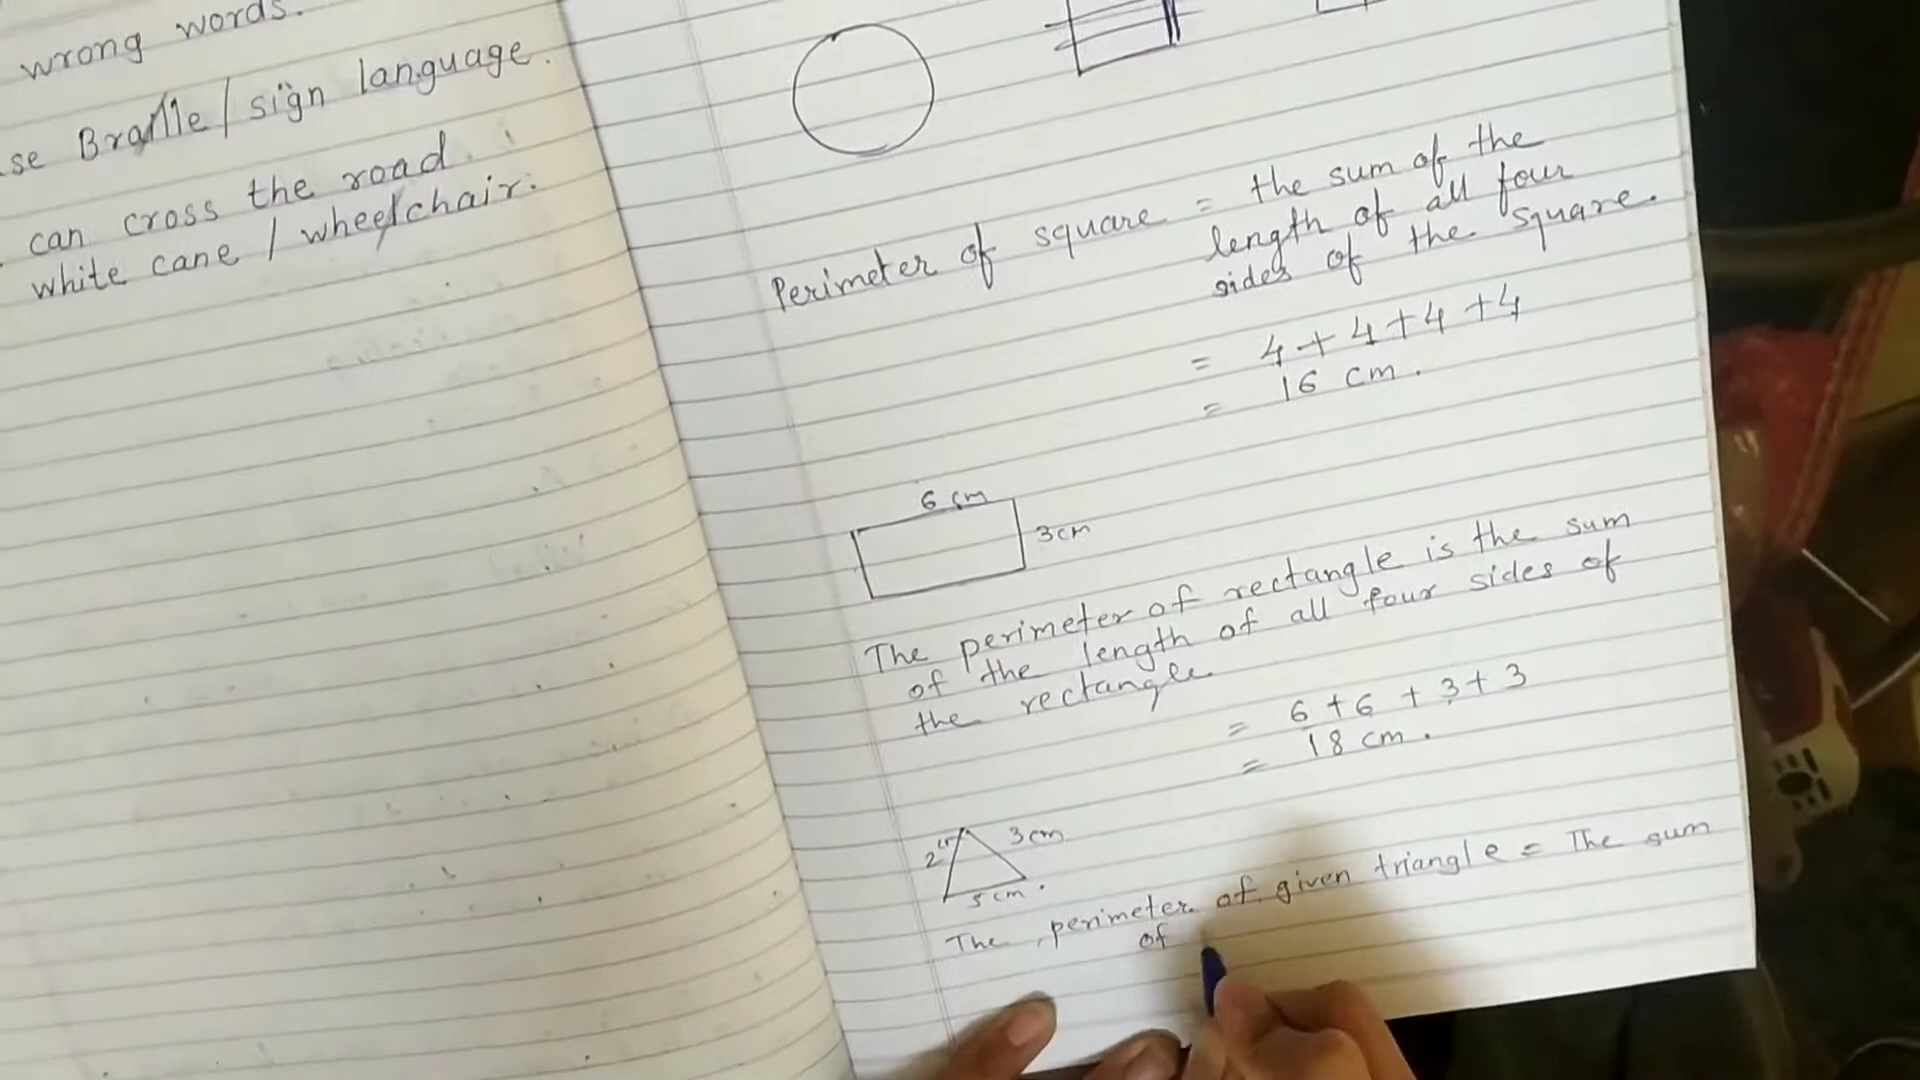 wrong words.
se Braille / sign language.
can cross the road
white cane / wheelchair.
Perimeter of square = the sum of the
length of all four
sides of the square.
= 4 + 4 + 4 + 4
= 16 cm.
6 cm
3cm
The perimeter of rectangle is the sum
of the length of all four sides of
the rectangle.
= 6 + 6 + 3 + 3
= 18 cm.
2cm
3 cm
5 cm.
The perimeter of given triangle = The sum
of